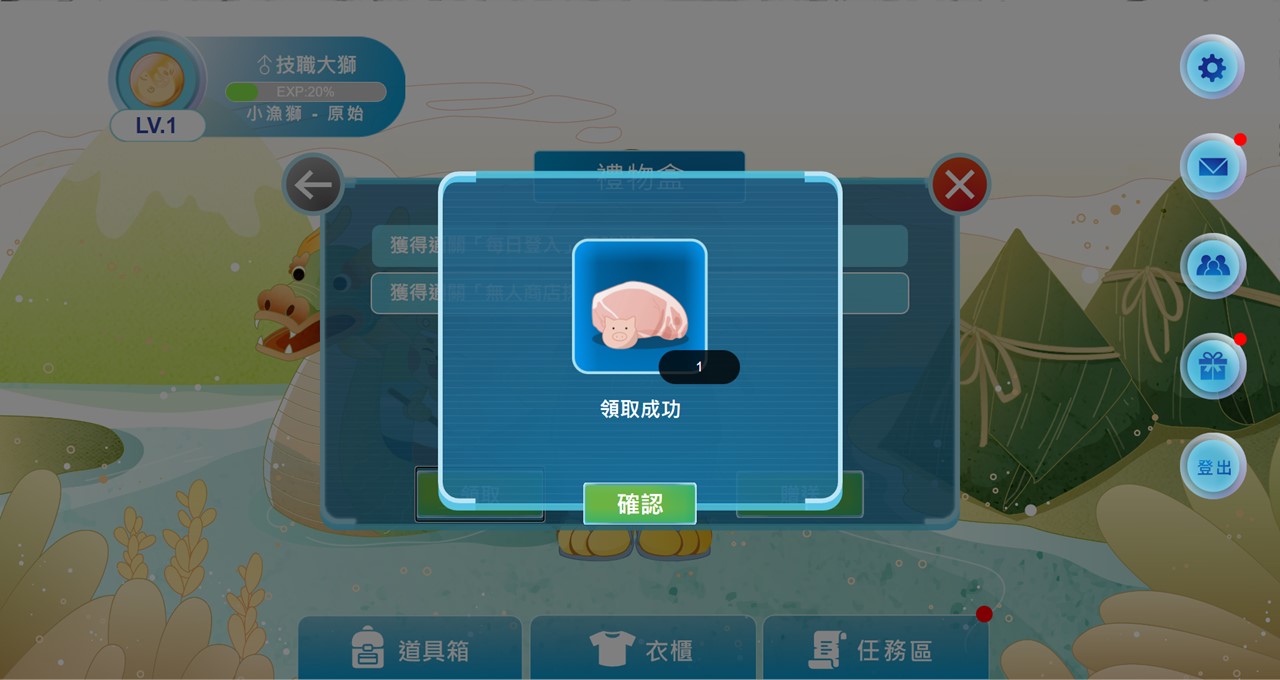 技職大獅
EXP:20%
小漁獅 - 原始
LV.1
禮物盒
獲得通關「每日登入
獲得通關「無人商店
1
領取成功
領取
贈送
確認
登出
道具箱
衣櫃
任務區